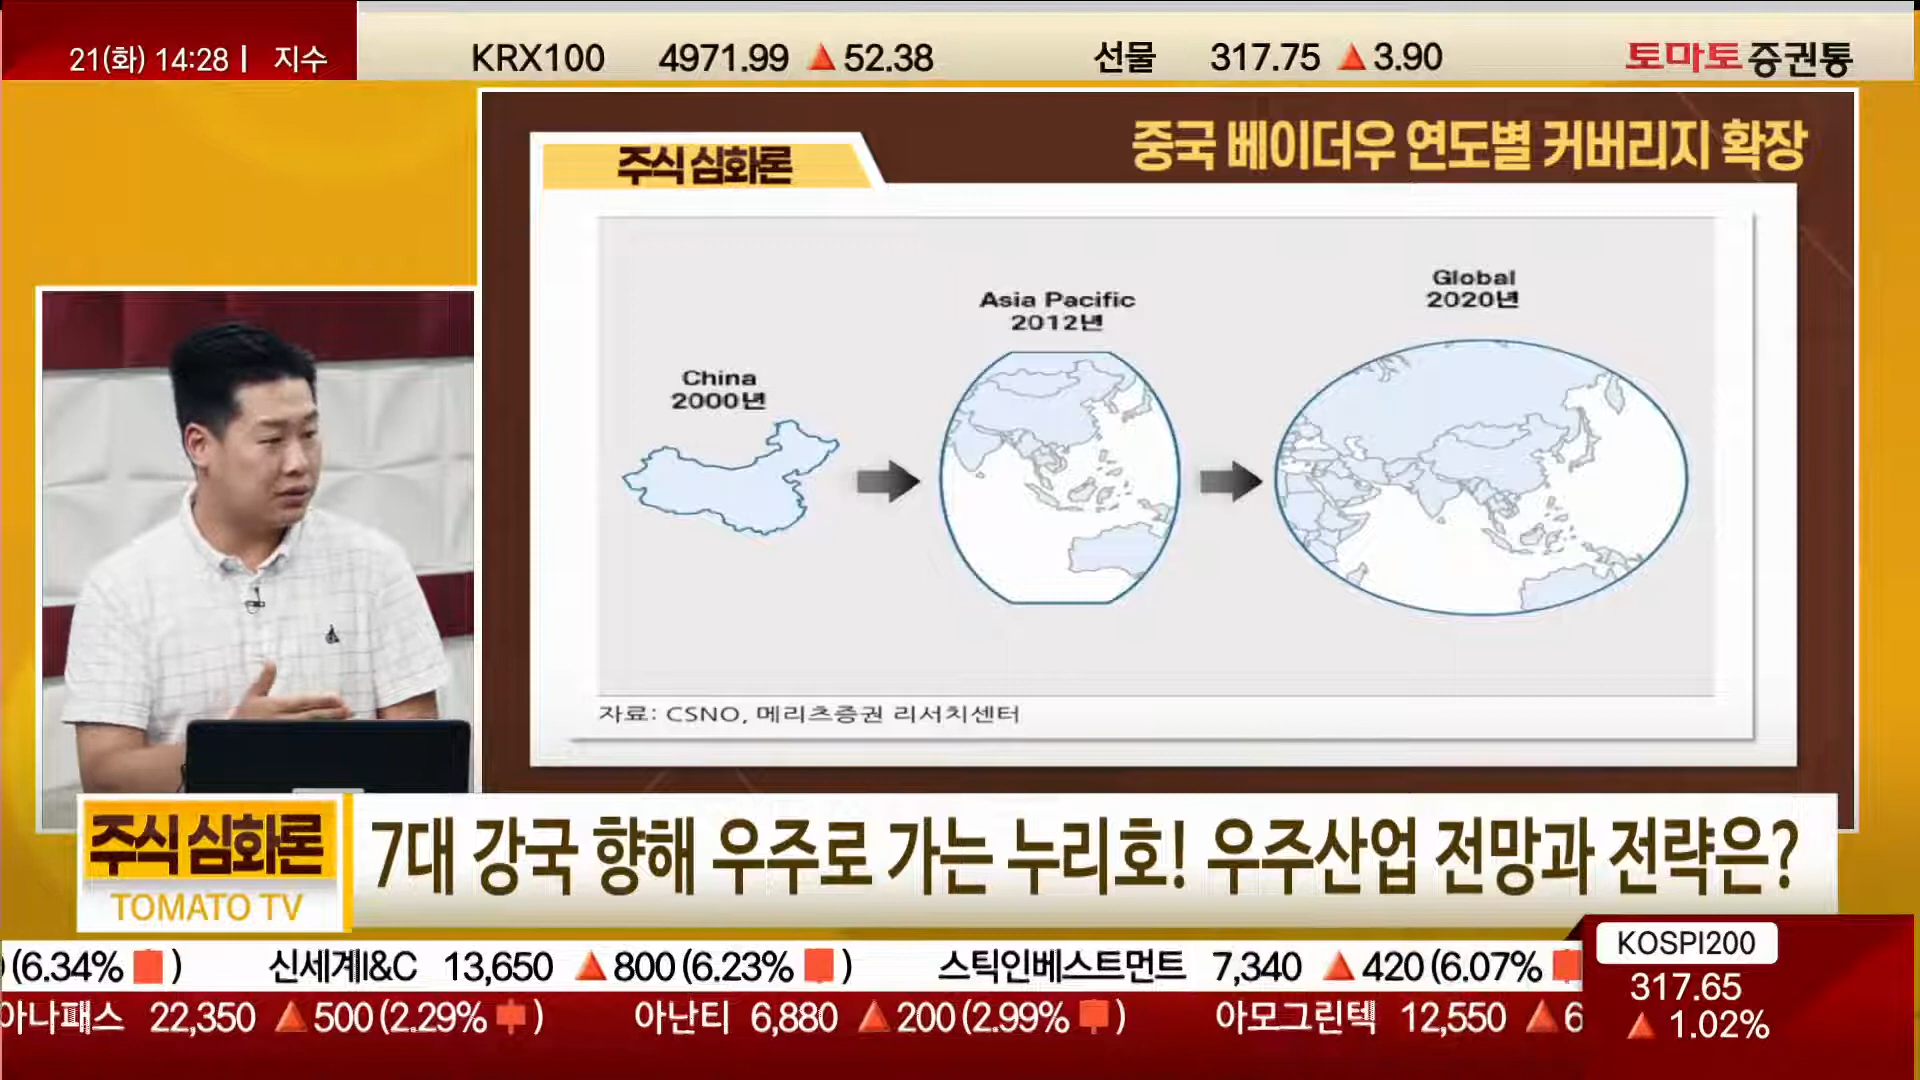 21(화) 14:28 | 지수
KRX100 4971.99 ▲ 52.38 선물 317.75 ▲ 3.90
토마토증권통
중국 베이더우 연도별 커버리지 확장
주식 심화론
China
2000년
Asia Pacific
2012년
Global
2020년
자료: CSNO, 메리츠증권 리서치센터
주식 심화론
TOMATO TV
7대 강국 향해 우주로 가는 누리호! 우주산업 전망과 전략은?
(6.34% ) 신세계I&C 13,650 ▲800 (6.23% ) 스틱인베스트먼트 7,340 ▲420 (6.07%
아나패스 22,350 ▲500 (2.29% ) 아난티 6,880 ▲200 (2.99% ) 아모그린텍 12,550 ▲6
KOSPI200
317.65
▲ 1.02%